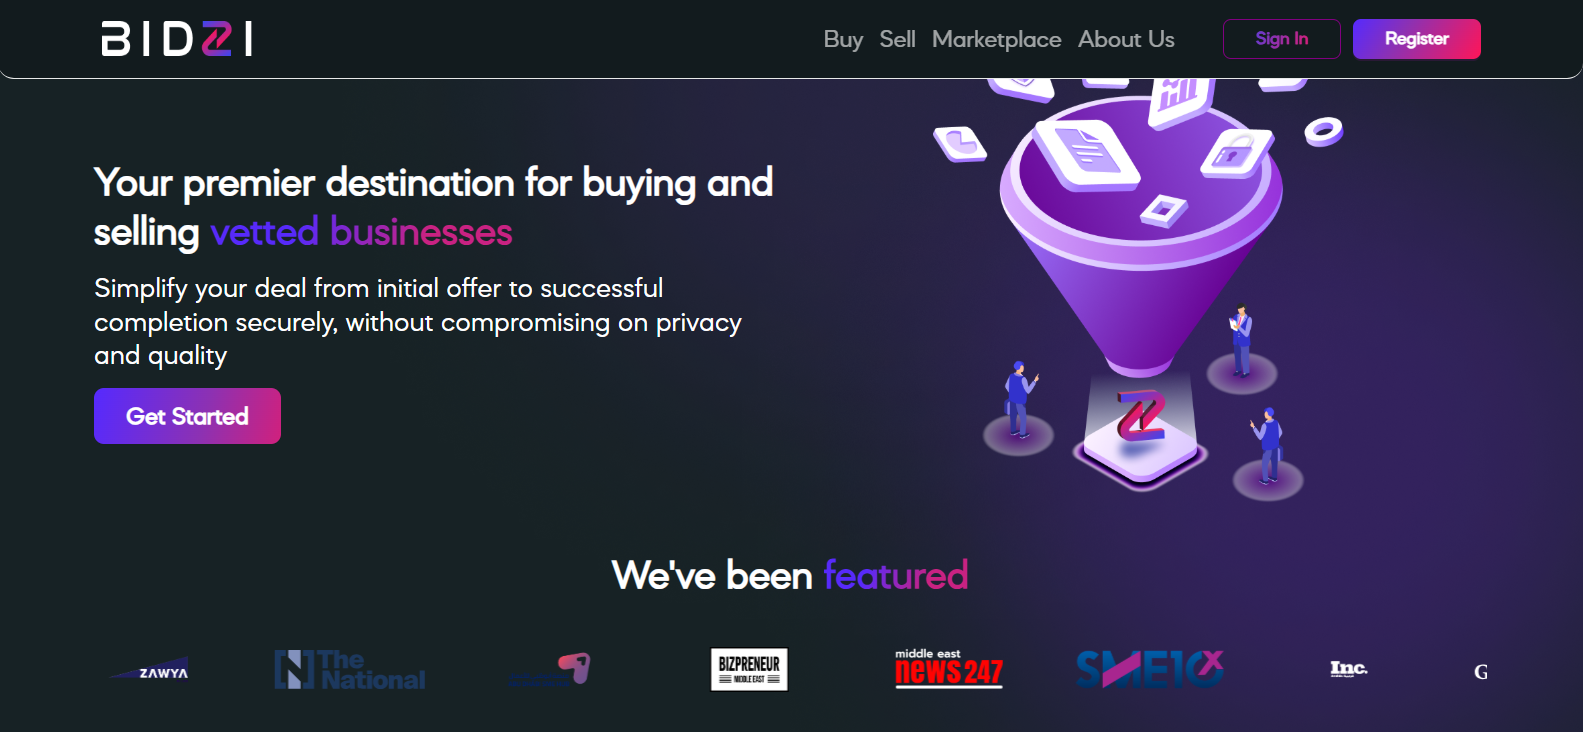 BIDZI
Buy Sell Marketplace About Us Sign In Register
Your premier destination for buying and
selling vetted businesses
Simplify your deal from initial offer to successful
completion securely, without compromising on privacy
and quality
Get Started
We've been featured
ZAWYA
The
National
BIZPRENEUR
MIDDLE EAST
middle east
news 247
SME10X
Inc.
G